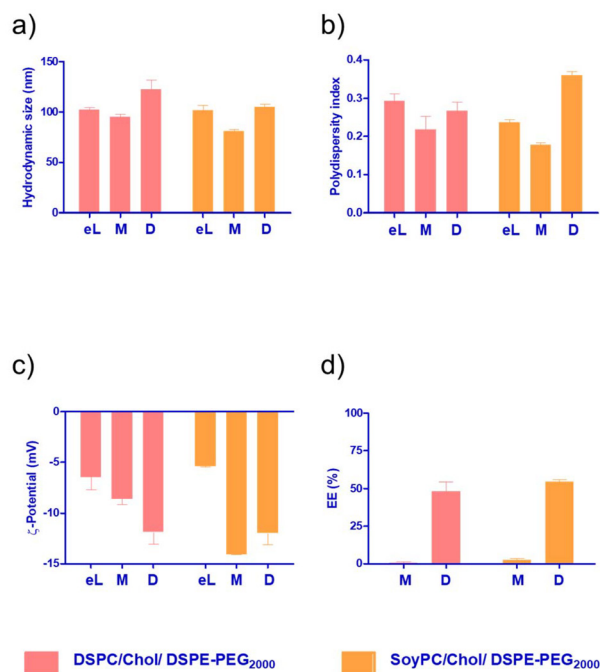 a)
Hydrodynamic size (nm)
150
100
50
0
eL M D eL M D
b)
Polydispersity index
0.4
0.3
0.2
0.1
0.0
eL M D eL M D
c)
ζ-Potential (mV)
0
-5
-10
-15
eL M D eL M D
d)
EE (%)
100
75
50
25
0
M D M D
DSPC/Chol/ DSPE-PEG2000
SoyPC/Chol/ DSPE-PEG2000